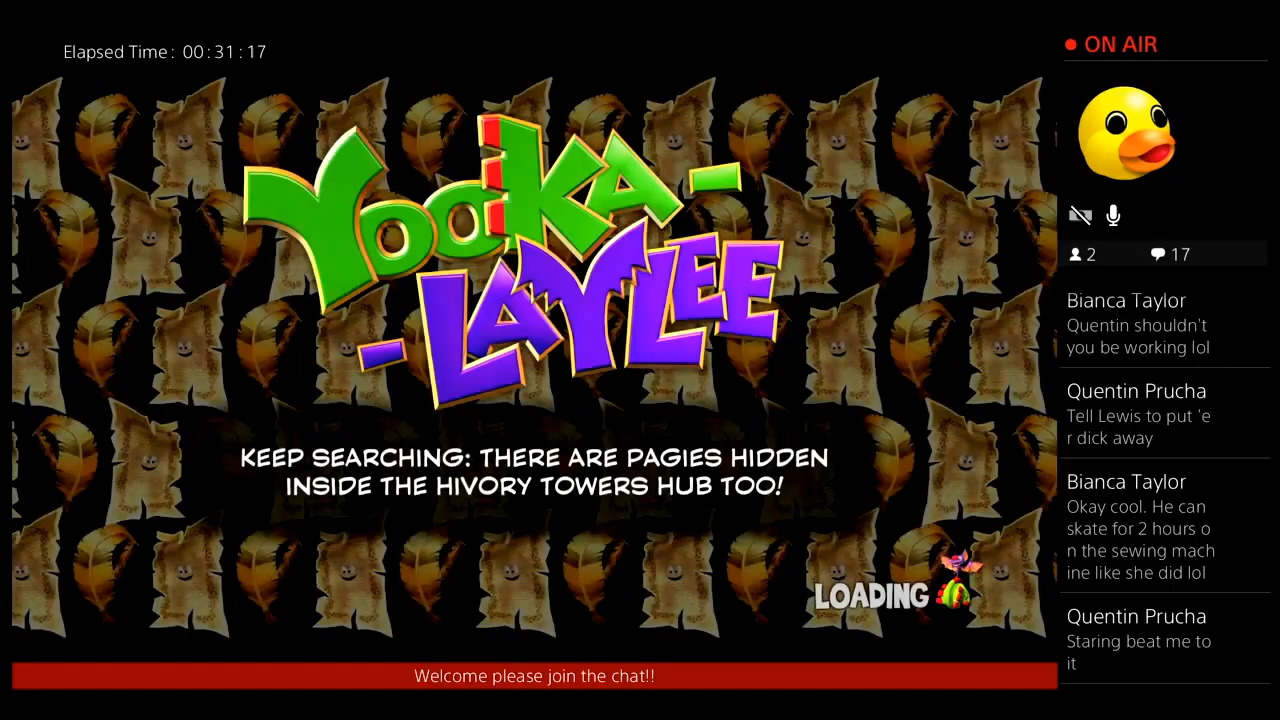 Elapsed Time: 00:31:17
YOOKA-
-LAYLEE
KEEP SEARCHING: THERE ARE PAGIES HIDDEN
INSIDE THE HIVORY TOWERS HUB TOO!
LOADING
Welcome please join the chat!!
ON AIR
2
17
Bianca Taylor
Quentin shouldn't
you be working lol
Quentin Prucha
Tell Lewis to put 'e
r dick away
Bianca Taylor
Okay cool. He can
skate for 2 hours o
n the sewing mach
ine like she did lol
Quentin Prucha
Staring beat me to
it